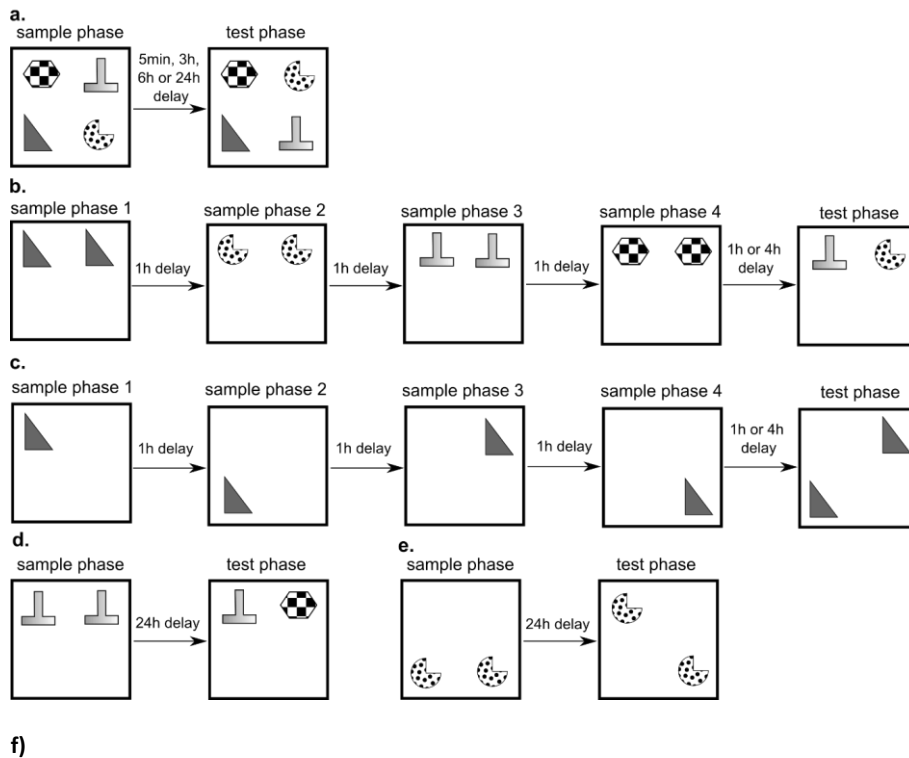 a.
sample phase
test phase
5min, 3h,
6h or 24h
delay
b.
sample phase 1
sample phase 2
sample phase 3
sample phase 4
test phase
1h delay
1h delay
1h delay
1h or 4h
delay
c.
sample phase 1
sample phase 2
sample phase 3
sample phase 4
test phase
1h delay
1h delay
1h delay
1h or 4h
delay
d.
sample phase
test phase
24h delay
e.
sample phase
test phase
24h delay
f)